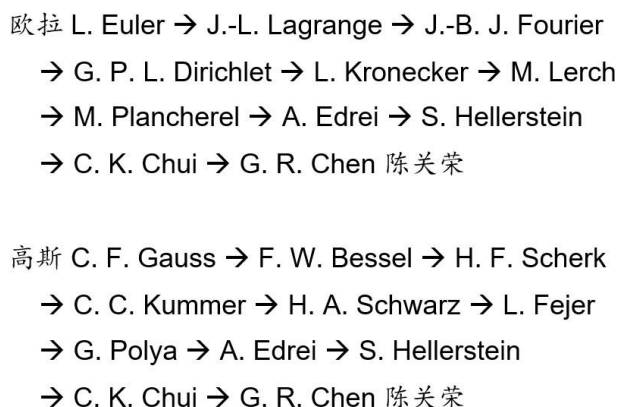 欧拉 L. Euler → J.-L. Lagrange → J.-B. J. Fourier
→ G. P. L. Dirichlet → L. Kronecker → M. Lerch
→ M. Plancherel → A. Edrei → S. Hellerstein
→ C. K. Chui → G. R. Chen 陈关荣
高斯 C. F. Gauss → F. W. Bessel → H. F. Scherk
→ C. C. Kummer → H. A. Schwarz → L. Fejer
→ G. Polya → A. Edrei → S. Hellerstein
→ C. K. Chui → G. R. Chen 陈关荣